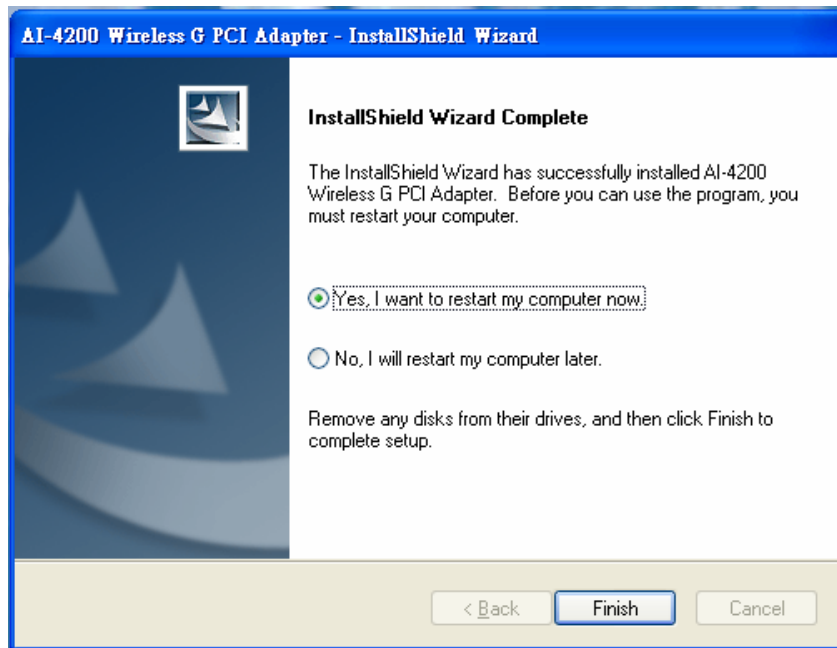 AI-4200 Wireless G PCI Adapter - InstallShield Wizard
InstallShield Wizard Complete
The InstallShield Wizard has successfully installed AI-4200
Wireless G PCI Adapter.  Before you can use the program, you
must restart your computer.
Yes, I want to restart my computer now.
No, I will restart my computer later.
Remove any disks from their drives, and then click Finish to
complete setup.
< Back
Finish
Cancel